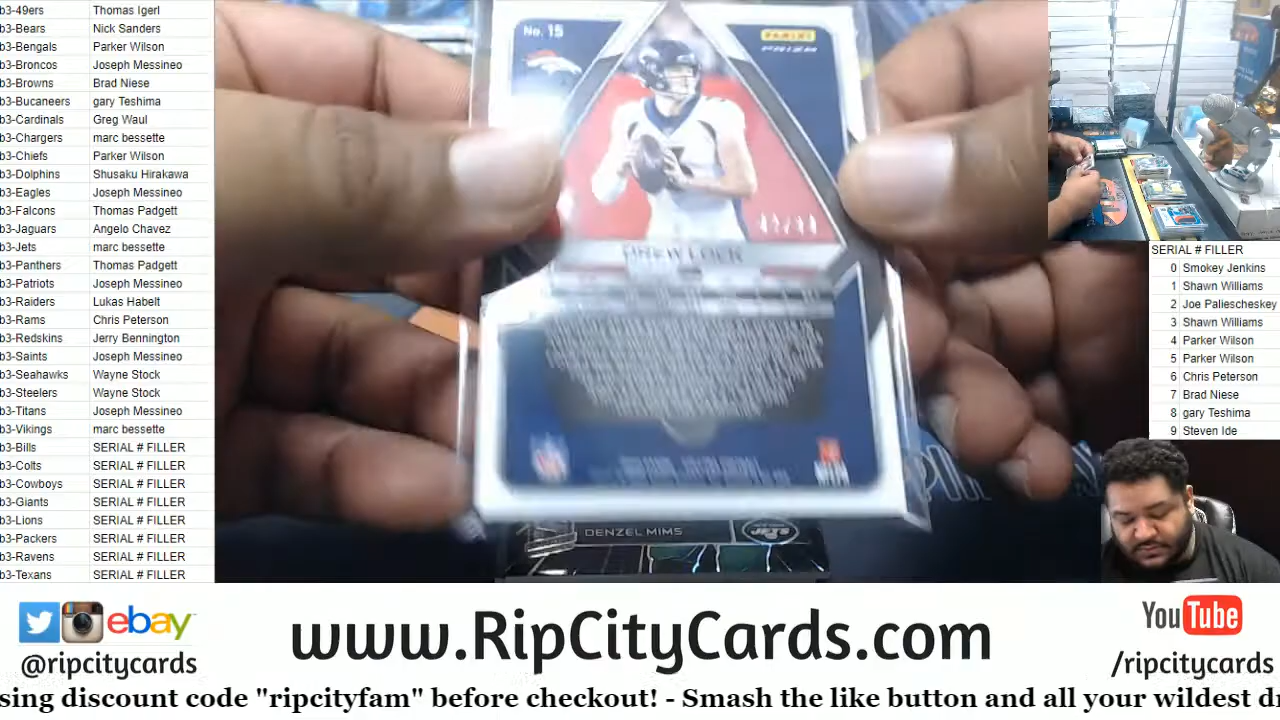 b3-49ers Thomas Igerl
b3-Bears Nick Sanders
b3-Bengals Parker Wilson
b3-Broncos Joseph Messineo
b3-Browns Brad Niese
b3-Bucaneers gary Teshima
b3-Cardinals Greg Waul
b3-Chargers marc bessette
b3-Chiefs Parker Wilson
b3-Dolphins Shusaku Hirakawa
b3-Eagles Joseph Messineo
b3-Falcons Thomas Padgett
b3-Jaguars Angelo Chavez
b3-Jets marc bessette
b3-Panthers Thomas Padgett
b3-Patriots Joseph Messineo
b3-Raiders Lukas Habelt
b3-Rams Chris Peterson
b3-Redskins Jerry Bennington
b3-Saints Joseph Messineo
b3-Seahawks Wayne Stock
b3-Steelers Wayne Stock
b3-Titans Joseph Messineo
b3-Vikings marc bessette
b3-Bills SERIAL # FILLER
b3-Colts SERIAL # FILLER
b3-Cowboys SERIAL # FILLER
b3-Giants SERIAL # FILLER
b3-Lions SERIAL # FILLER
b3-Packers SERIAL # FILLER
b3-Ravens SERIAL # FILLER
b3-Texans SERIAL # FILLER
No. 15
PANINI
PRIZM
DREW LOCK
DENZEL MIMS
SERIAL # FILLER
0 Smokey Jenkins
1 Shawn Williams
2 Joe Paliescheskey
3 Shawn Williams
4 Parker Wilson
5 Parker Wilson
6 Chris Peterson
7 Brad Niese
8 gary Teshima
9 Steven Ide
ebay
@ripcitycards
www.RipCityCards.com
YouTube
/ripcitycards
sing discount code "ripcityfam" before checkout! - Smash the like button and all your wildest dr